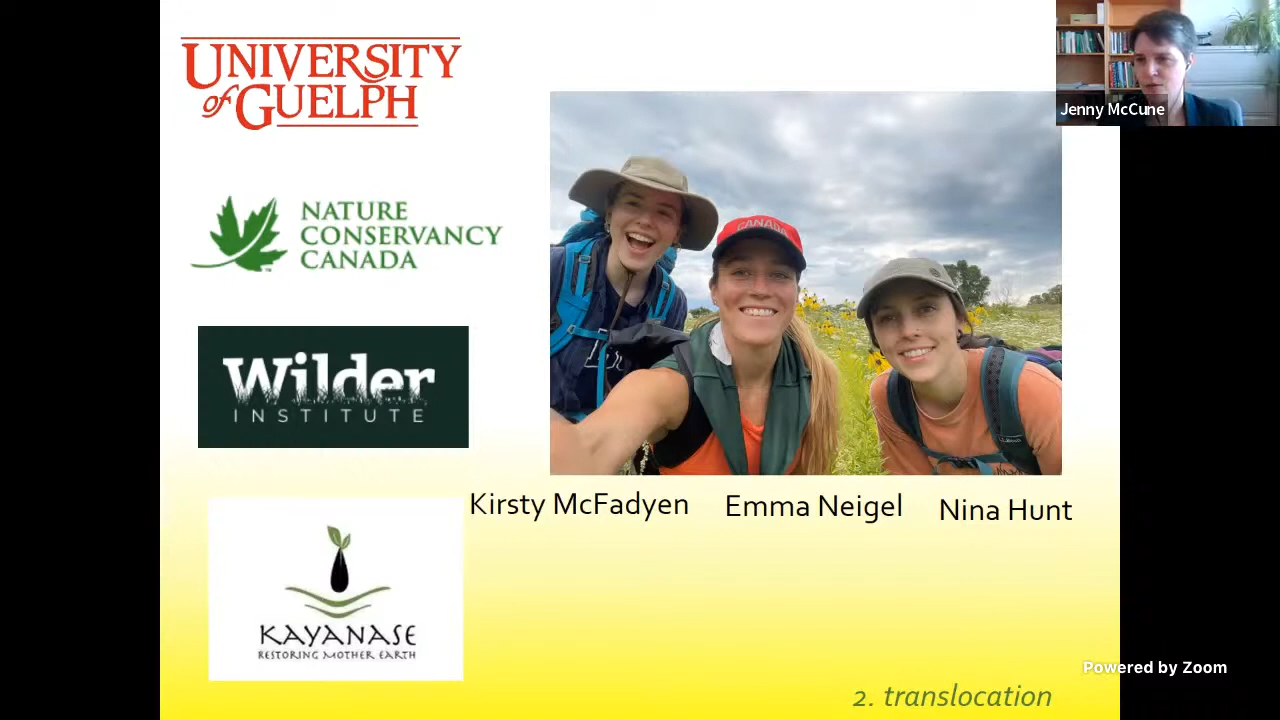 UNIVERSITY
of GUELPH
NATURE
CONSERVANCY
CANADA
Wilder
INSTITUTE
KAYANASE
RESTORING MOTHER EARTH
CANADA
Kirsty McFadyen
Emma Neigel
Nina Hunt
2. translocation
Jenny McCune
Powered by Zoom